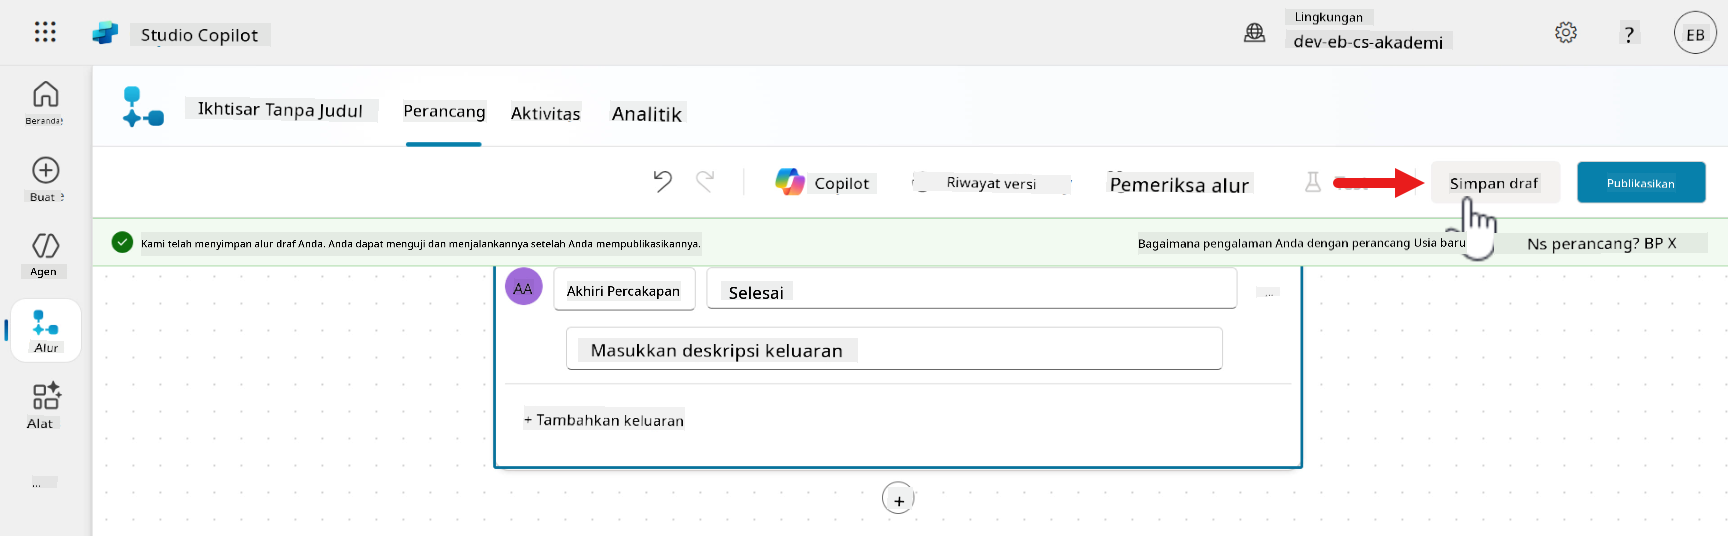 Studio Copilot
Lingkungan
dev-eb-cs-akademi
?
EB
Ikhtisar Tanpa Judul
Perancang
Aktivitas
Analitik
Beranda
Buat
Agen
Alur
Alat
...
Copilot
Riwayat versi
Pemeriksa alur
Simpan draf
Publikasikan
Kami telah menyimpan alur draf Anda. Anda dapat menguji dan menjalankannya setelah Anda mempublikasikannya.
Bagaimana pengalaman Anda dengan perancang Usia baru
Ns perancang? BP X
AA
Akhiri Percakapan
Selesai
...
Masukkan deskripsi keluaran
+ Tambahkan keluaran
+